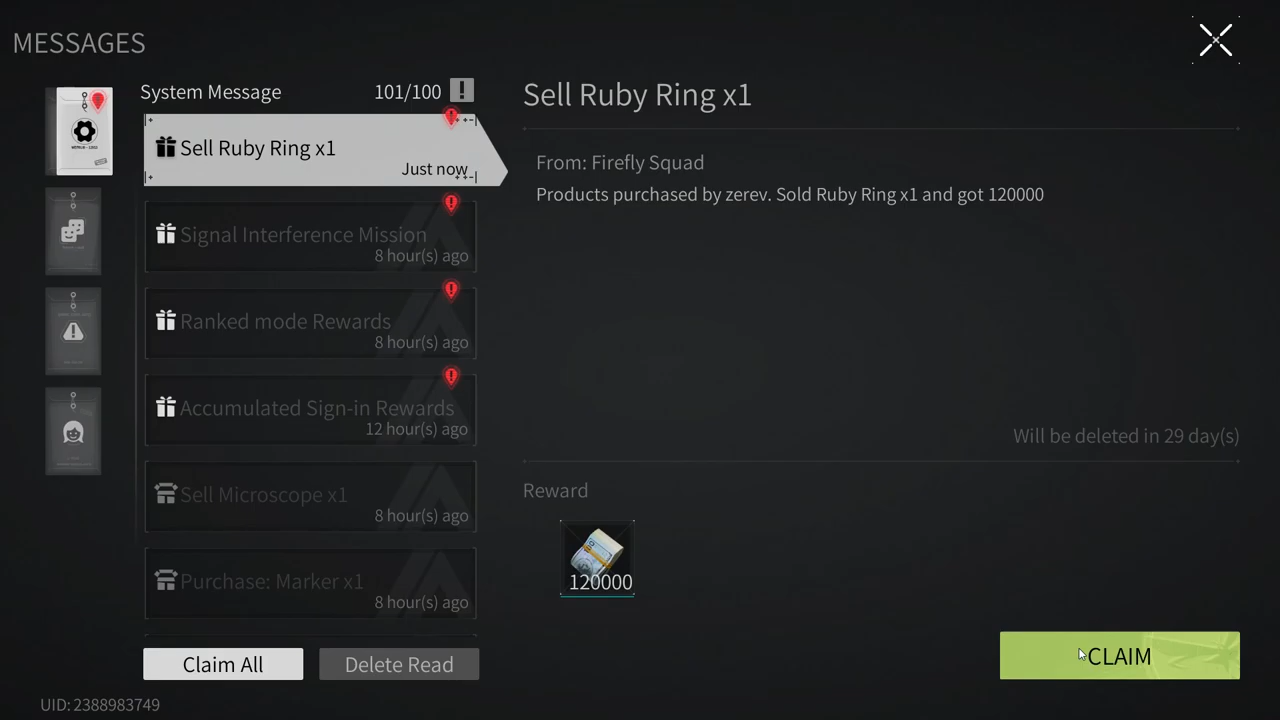 MESSAGES
System Message 101/100
Sell Ruby Ring x1
Just now
Signal Interference Mission
8 hour(s) ago
Ranked mode Rewards
8 hour(s) ago
Accumulated Sign-in Rewards
12 hour(s) ago
Sell Microscope x1
8 hour(s) ago
Purchase: Marker x1
8 hour(s) ago
Claim All
Delete Read
UID: 2388983749
Sell Ruby Ring x1
From: Firefly Squad
Products purchased by zerev. Sold Ruby Ring x1 and got 120000
Will be deleted in 29 day(s)
Reward
120000
CLAIM